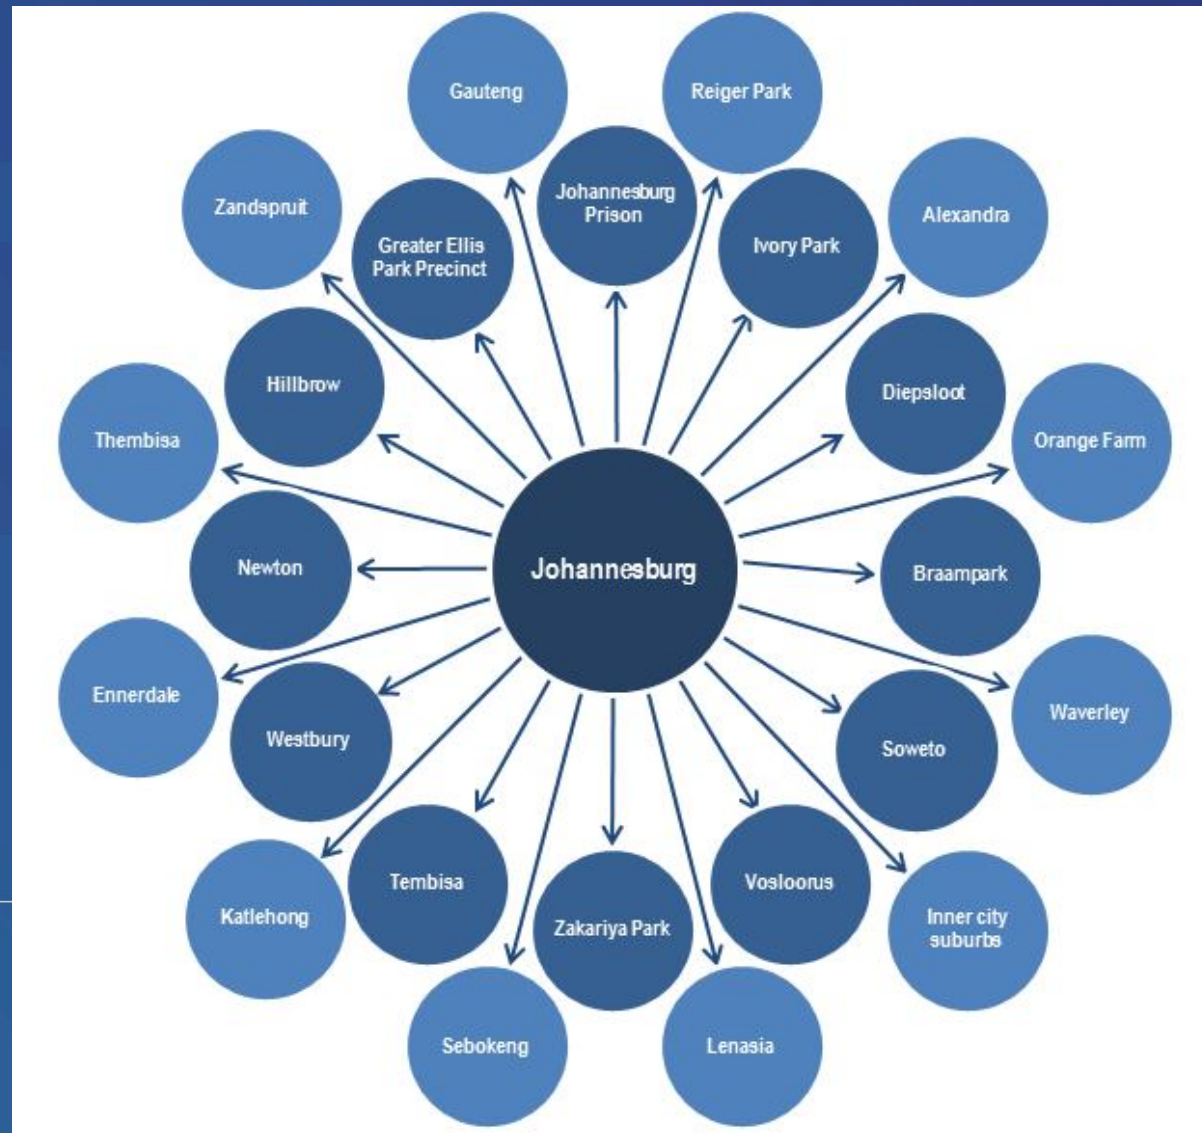 Gauteng
Reiger Park
Johannesburg
Prison
Zandspruit
Alexandra
Greater Ellis
Park Precinct
Ivory Park
Hillbrow
Diepsloot
Thembisa
Orange Farm
Newton
Johannesburg
Braampark
Ennerdale
Waverley
Westbury
Soweto
Tembisa
Vosloorus
Katlehong
Zakariya Park
Inner city
suburbs
Sebokeng
Lenasia